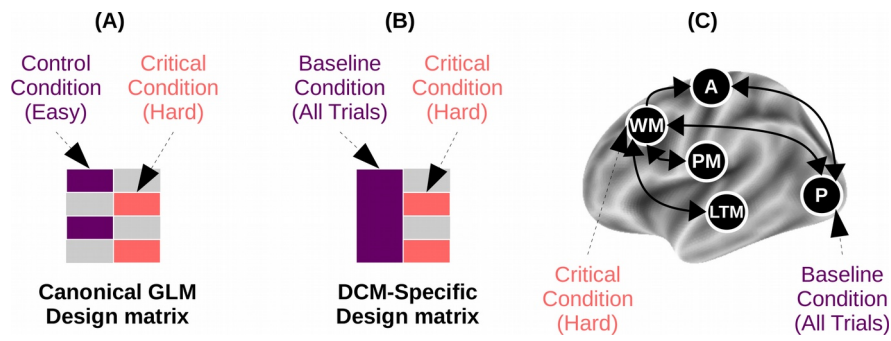 (A)
Control
Condition
(Easy)
Critical
Condition
(Hard)
Canonical GLM
Design matrix
(B)
Baseline
Condition
(All Trials)
Critical
Condition
(Hard)
DCM-Specific
Design matrix
(C)
A
WM
PM
P
LTM
Critical
Condition
(Hard)
Baseline
Condition
(All Trials)